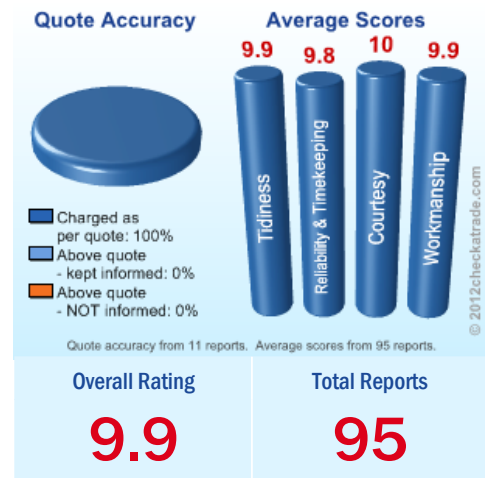 Quote Accuracy
Charged as
per quote: 100%
Above quote
- kept informed: 0%
Above quote
- NOT informed: 0%
Average Scores
9.9
9.8
10
9.9
Tidiness
Reliability & Timekeeping
Courtesy
Workmanship
© 2012checkatrade.com
Quote accuracy from 11 reports. Average scores from 95 reports.
Overall Rating
9.9
Total Reports
95